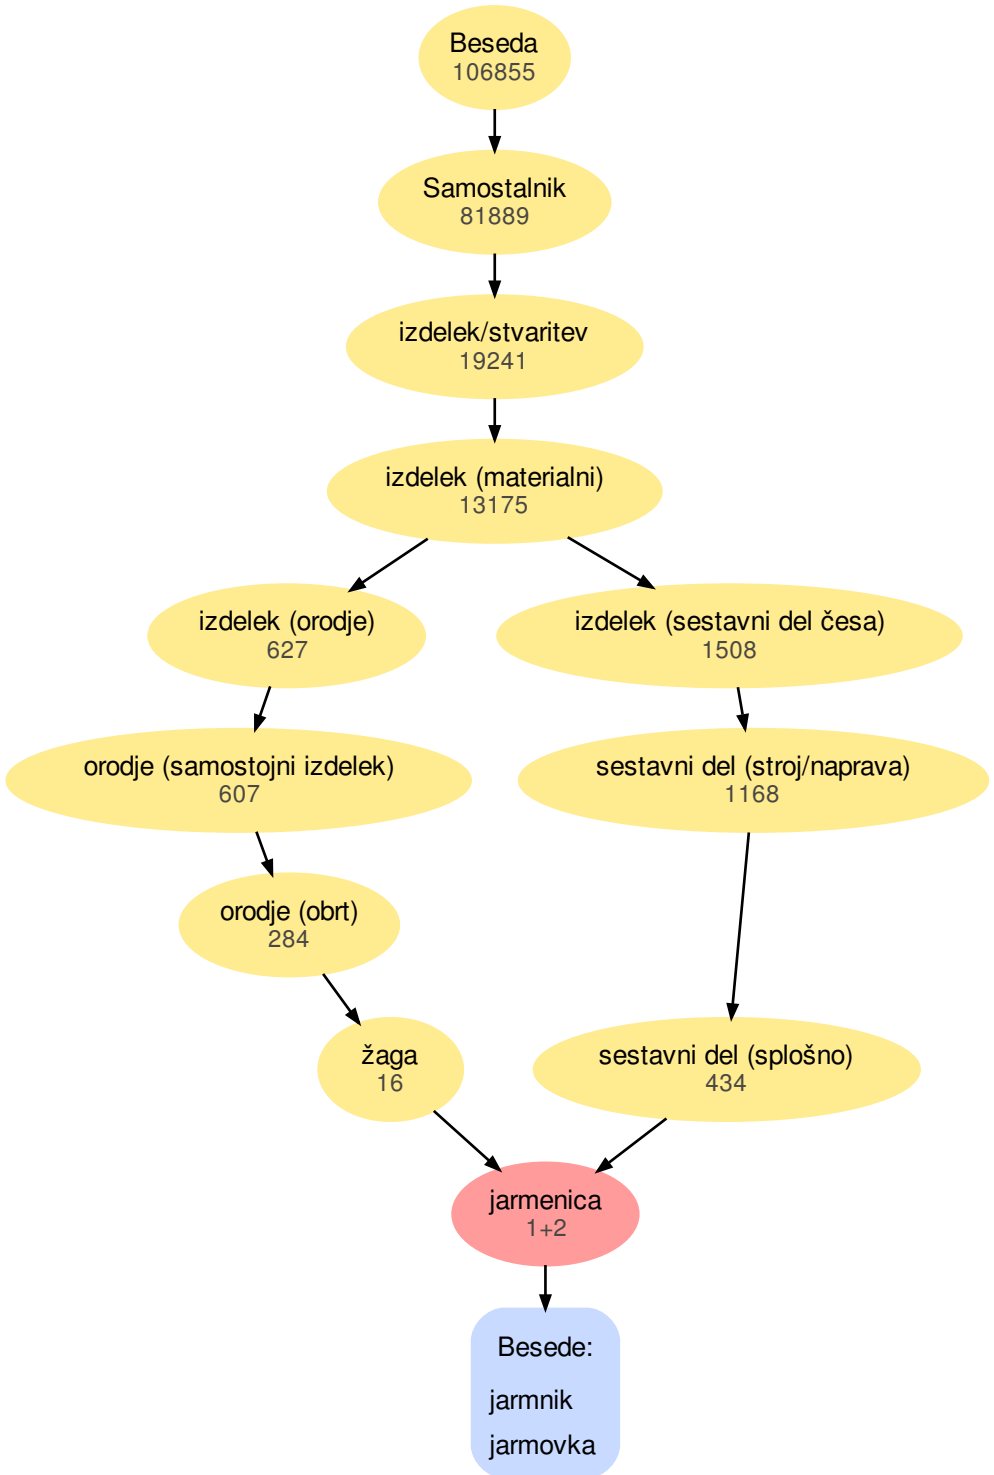 Beseda
106855
Samostalnik
81889
izdelek/stvaritev
19241
izdelek (materialni)
13175
izdelek (orodje)
627
izdelek (sestavni del česa)
1508
orodje (samostojni izdelek)
607
sestavni del (stroj/naprava)
1168
orodje (obrt)
284
žaga
16
sestavni del (splošno)
434
jarmenica
1+2
Besede:
jarmnik
jarmovka